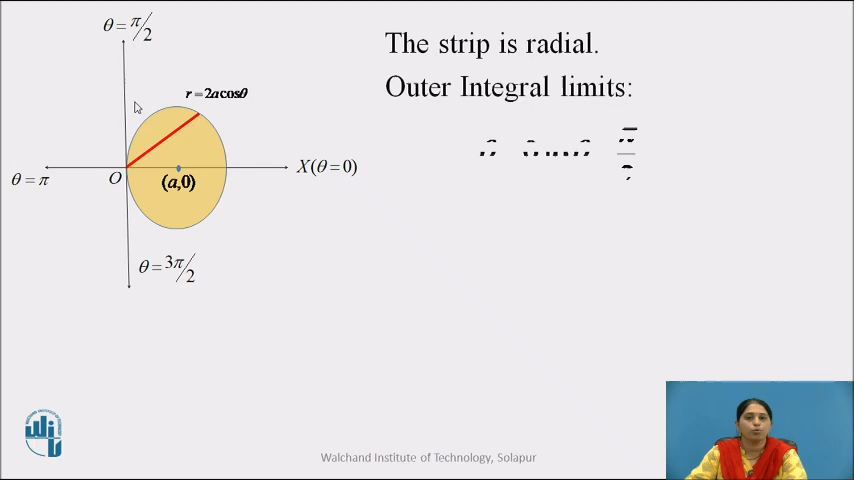 θ = π/2
The strip is radial.
Outer Integral limits:
r = 2a cosθ
θ = π
O
(a,0)
X(θ = 0)
θ = 3π/2
Walchand Institute of Technology, Solapur